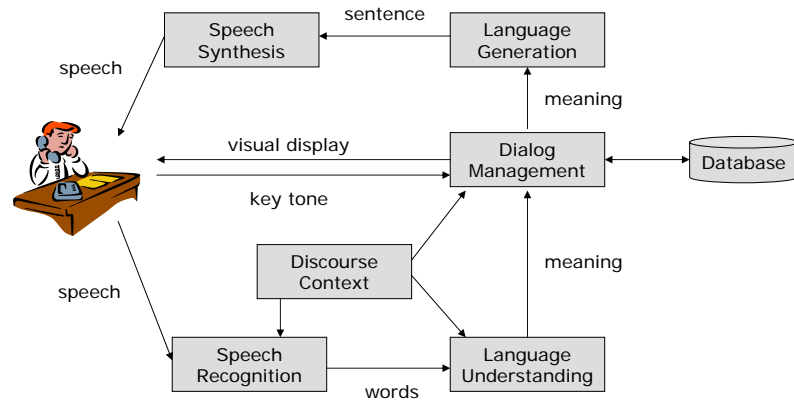 sentence
Speech
Synthesis
Language
Generation
speech
meaning
visual display
Dialog
Management
Database
key tone
Discourse
Context
meaning
speech
Speech
Recognition
words
Language
Understanding